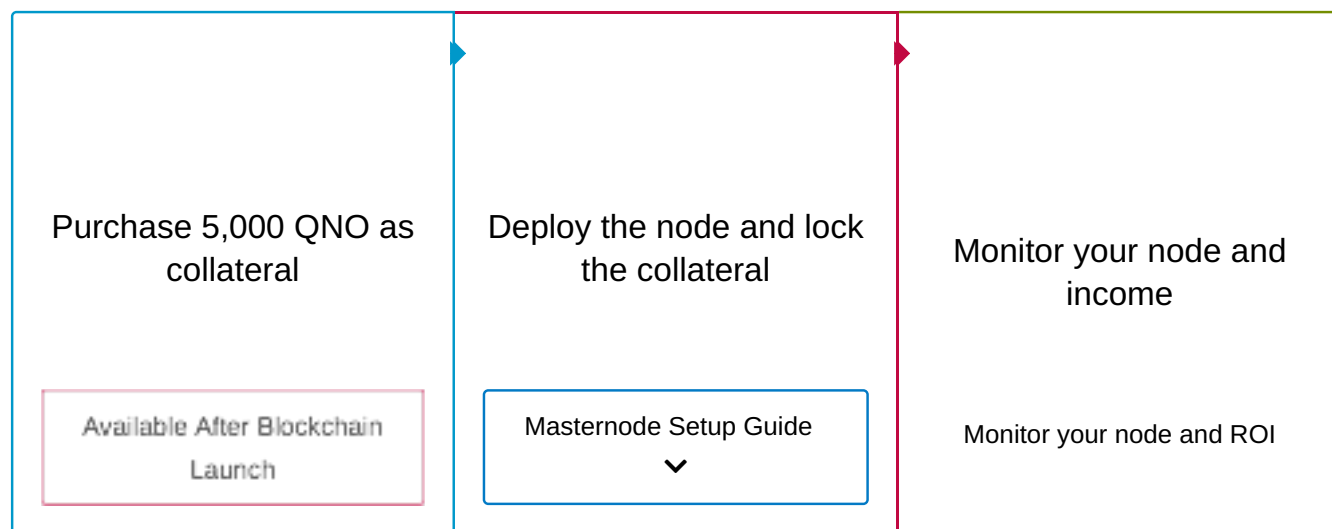 Purchase 5,000 QNO as
collateral
Available After Blockchain
Launch
Deploy the node and lock
the collateral
Masternode Setup Guide
Monitor your node and
income
Monitor your node and ROI